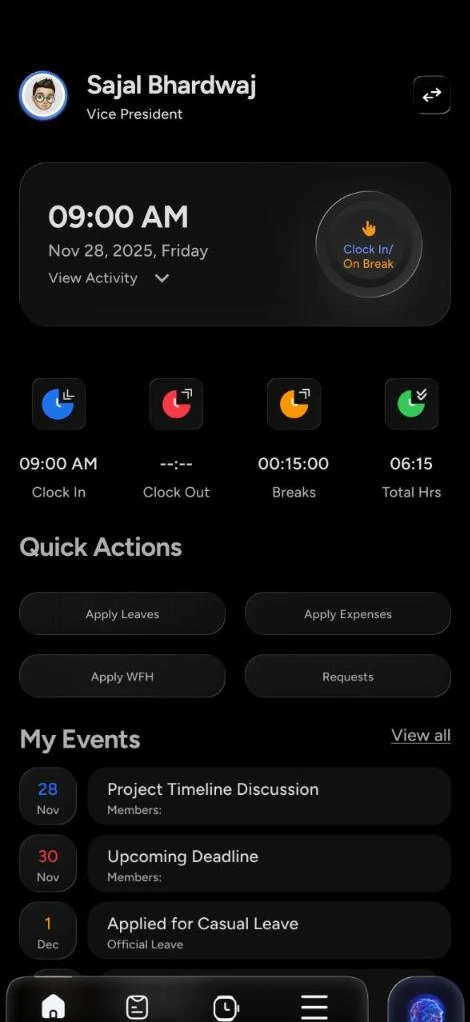 Sajal Bhardwaj
Vice President
09:00 AM
Nov 28, 2025, Friday
View Activity
Clock In/
On Break
09:00 AM
--:--
00:15:00
06:15
Clock In
Clock Out
Breaks
Total Hrs
Quick Actions
Apply Leaves
Apply Expenses
Apply WFH
Requests
My Events
View all
28
Nov
Project Timeline Discussion
Members:
30
Nov
Upcoming Deadline
Members:
1
Dec
Applied for Casual Leave
Official Leave